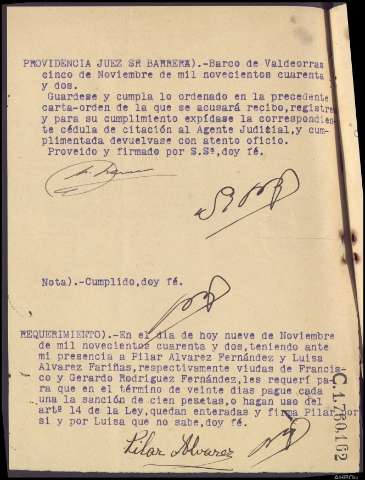 PROVIDENCIA JUEZ SR BARRERA).-Barco de Valdeorras
cinco de Noviembre de mil novecientos cuarenta
y dos.
Guardese y cumpla lo ordenado en la precedente
carta-orden de la que se acusará recibo, registre
y para su cumplimiento expídase la correspondien
te cédula de citación al Agente Judicial, y cum-
plimentada devuelvase con atento oficio.
Proveido y firmado por S.Sª, doy fé.
Nota).-Cumplido, doy fé.
REQUERIMIENTO).-En el día de hoy nueve de Noviembre
de mil novecientos cuarenta y dos, teniendo ante
mi presencia a Pilar Alvarez Fernández y Luisa
Alvarez Fariñas, respectivamente viudas de Francis-
co y Gerardo Rodriguez Fernández, les requerí pa
ra que en el término de veinte dias pague cada
una la sanción de cien pesetas, o hagan uso del
artº 14 de la Ley, quedan enteradas y firma Pilar por
si y por Luisa que no sabe, doy fé.
Pilar Alvarez
C.1.780.162